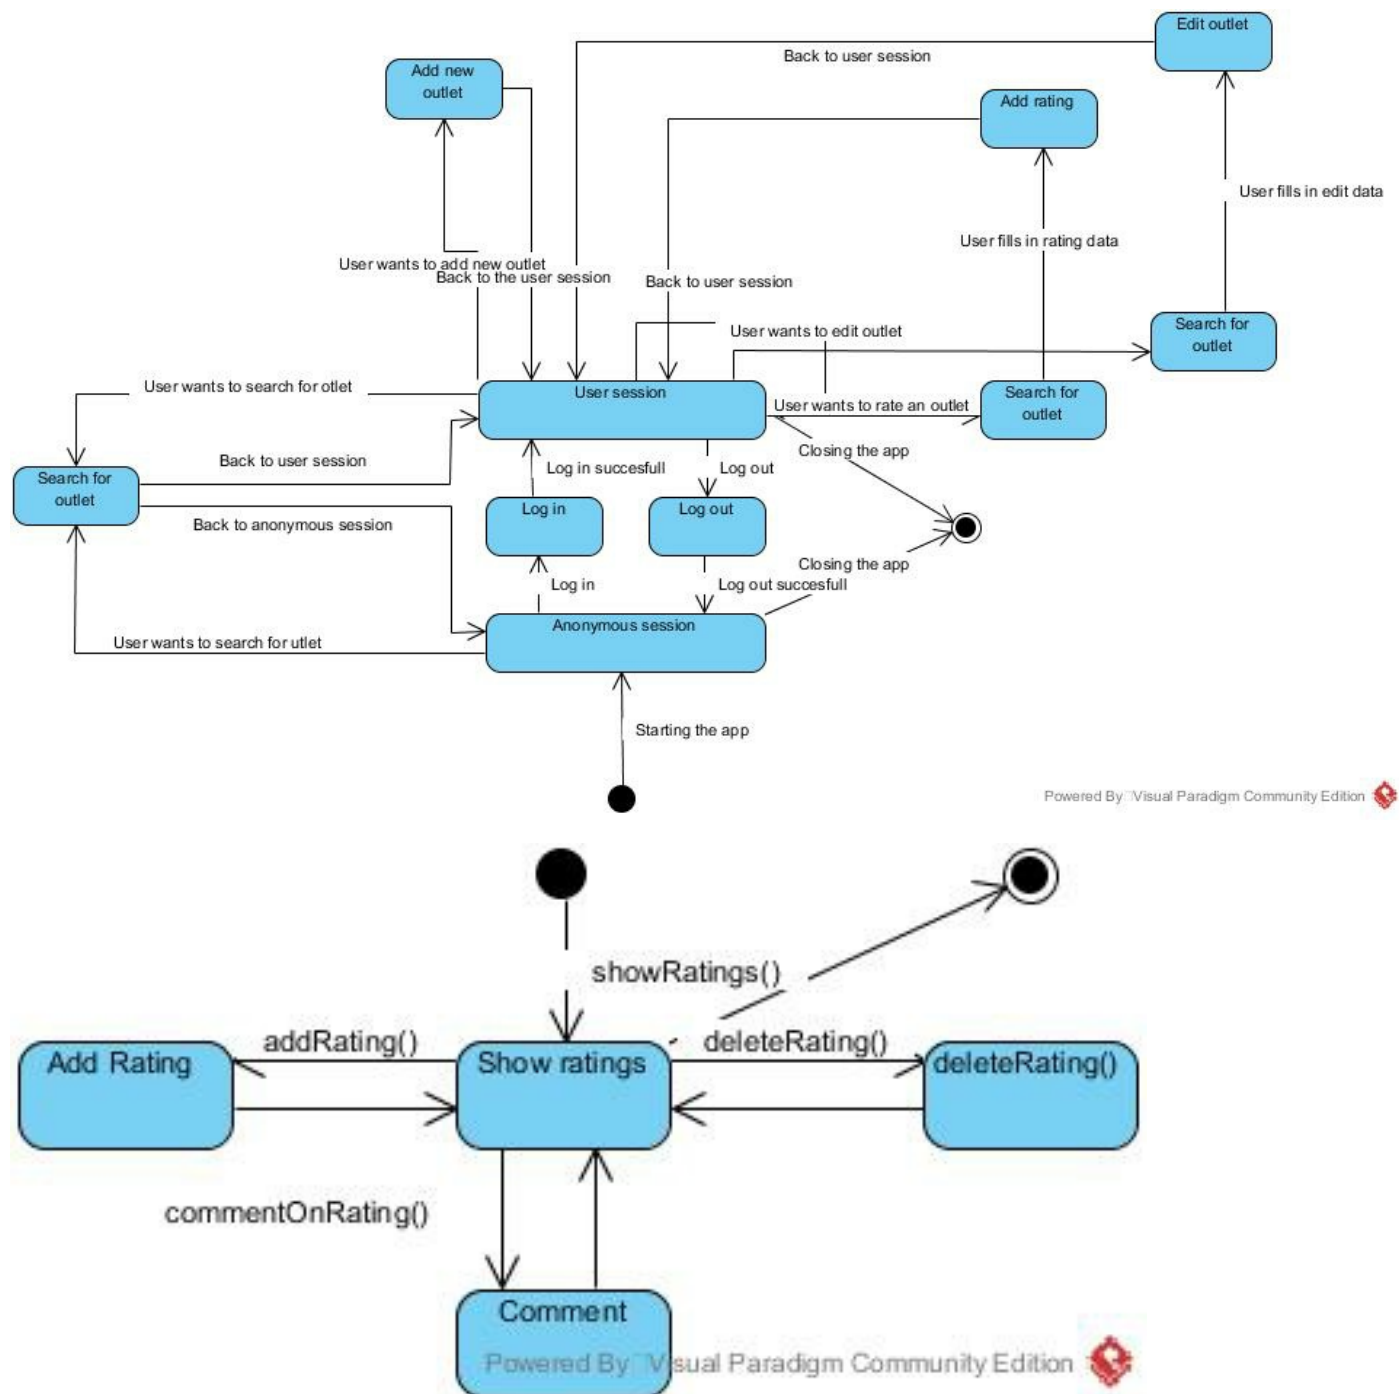 Edit outlet
Back to user session
Add new
outlet
Add rating
User fills in edit data
User fills in rating data
User wants to add new outlet
Back to the user session
Back to user session
User wants to edit outlet
Search for
outlet
User wants to search for otlet
User session
Search for
outlet
User wants to rate an outlet
Closing the app
Back to user session
Log in succesfull
Log out
Search for
outlet
Log in
Log out
Back to anonymous session
Closing the app
Log in
Log out succesfull
Anonymous session
User wants to search for utlet
Starting the app
Powered By Visual Paradigm Community Edition
showRatings()
addRating()
deleteRating()
Add Rating
Show ratings
deleteRating()
commentOnRating()
Comment
Powered By Visual Paradigm Community Edition